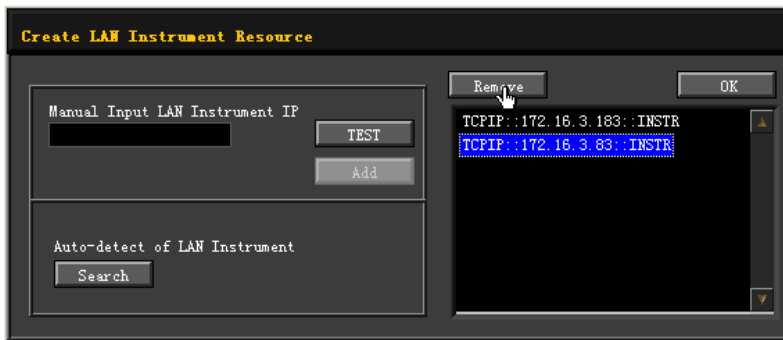 Create LAN Instrument Resource
Remove
OK
Manual Input LAN Instrument IP
TEST
Add
TCPIP::172.16.3.183::INSTR
TCPIP::172.16.3.83::INSTR
Auto-detect of LAN Instrument
Search